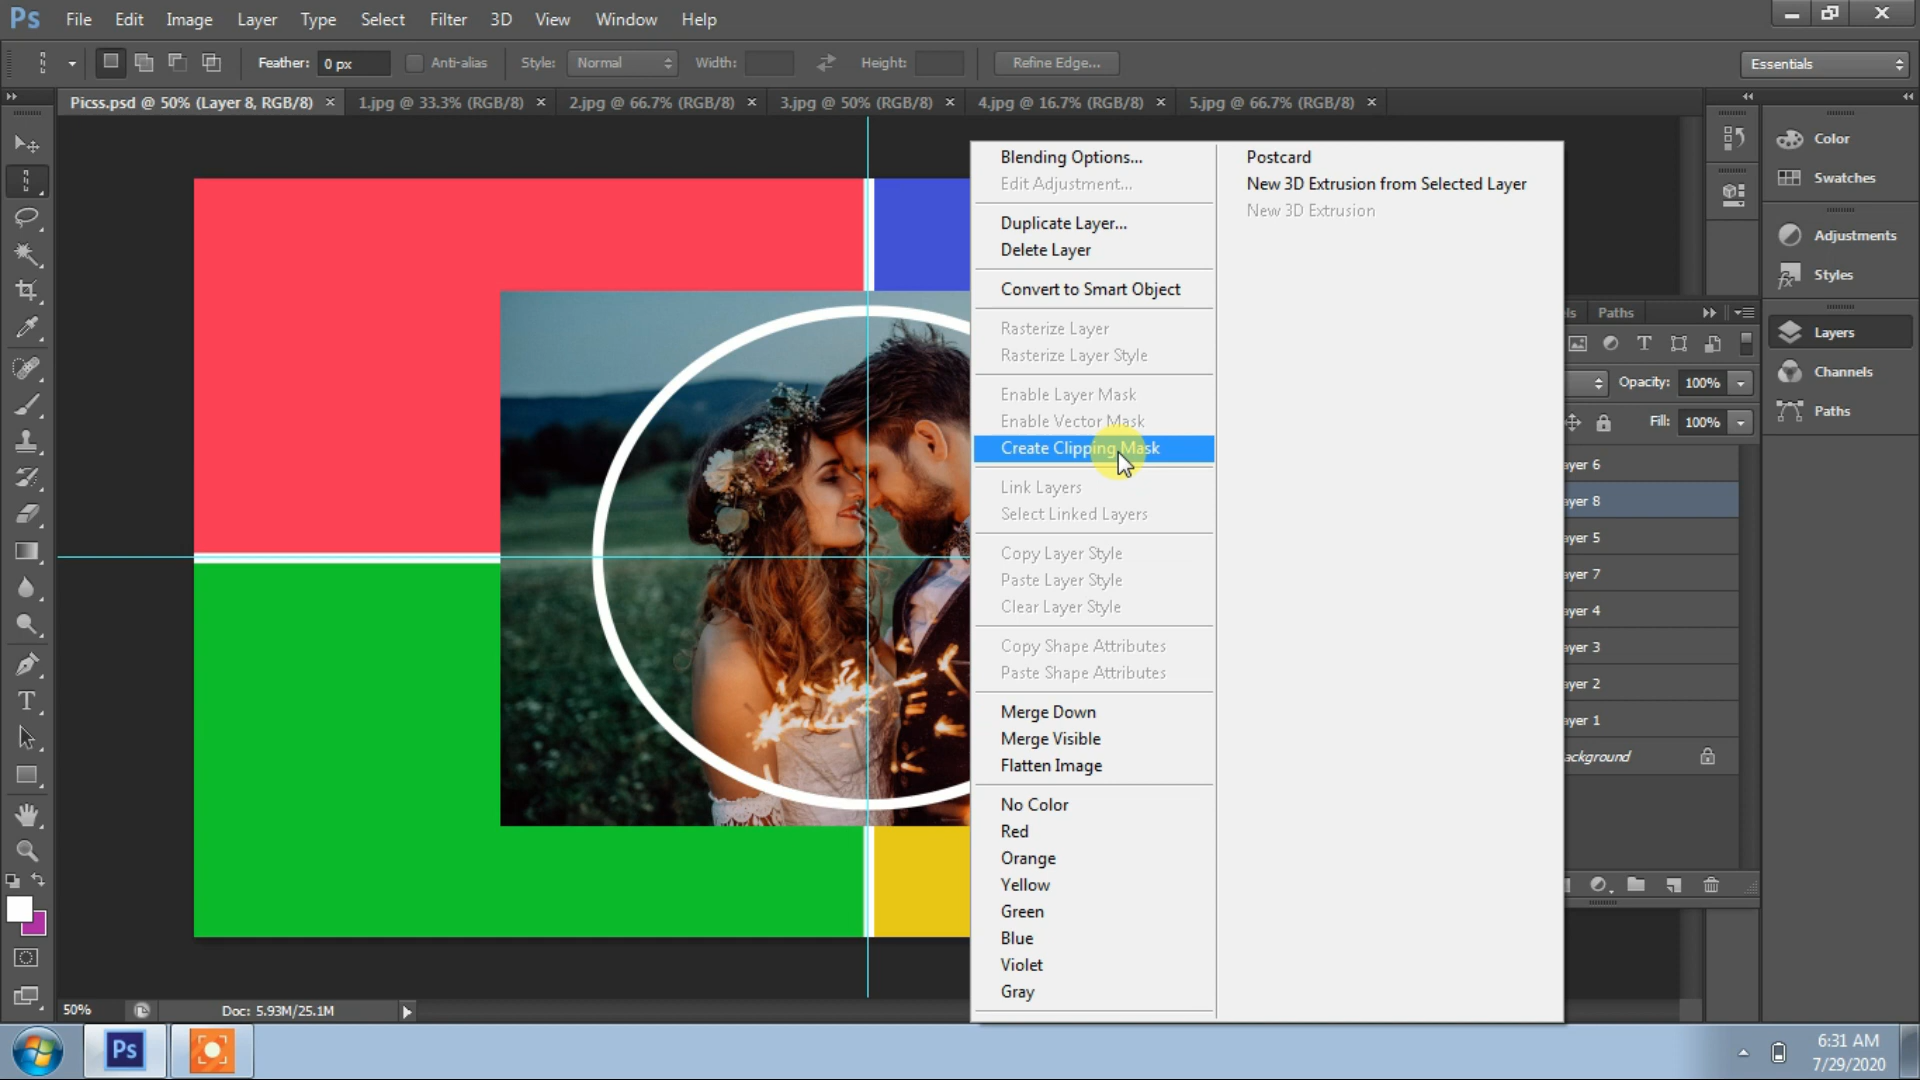 Ps File Edit Image Layer Type Select Filter 3D View Window Help
Feather: 0 px Anti-alias Style: Normal Width: Height: Refine Edge... Essentials
Picss.psd @ 50% (Layer 8, RGB/8) × 1.jpg @ 33.3% (RGB/8) × 2.jpg @ 66.7% (RGB/8) × 3.jpg @ 50% (RGB/8) × 4.jpg @ 16.7% (RGB/8) × 5.jpg @ 66.7% (RGB/8) ×
Blending Options...
Edit Adjustment...
Duplicate Layer...
Delete Layer
Convert to Smart Object
Rasterize Layer
Rasterize Layer Style
Enable Layer Mask
Enable Vector Mask
Create Clipping Mask
Link Layers
Select Linked Layers
Copy Layer Style
Paste Layer Style
Clear Layer Style
Copy Shape Attributes
Paste Shape Attributes
Merge Down
Merge Visible
Flatten Image
No Color
Red
Orange
Yellow
Green
Blue
Violet
Gray
Postcard
New 3D Extrusion from Selected Layer
New 3D Extrusion
els Paths
Opacity: 100%
Fill: 100%
ayer 6
ayer 8
ayer 5
ayer 7
ayer 4
ayer 3
ayer 2
ayer 1
ackground
Color
Swatches
Adjustments
Styles
Layers
Channels
Paths
50% Doc: 5.93M/25.1M
Ps
6:31 AM
7/29/2020